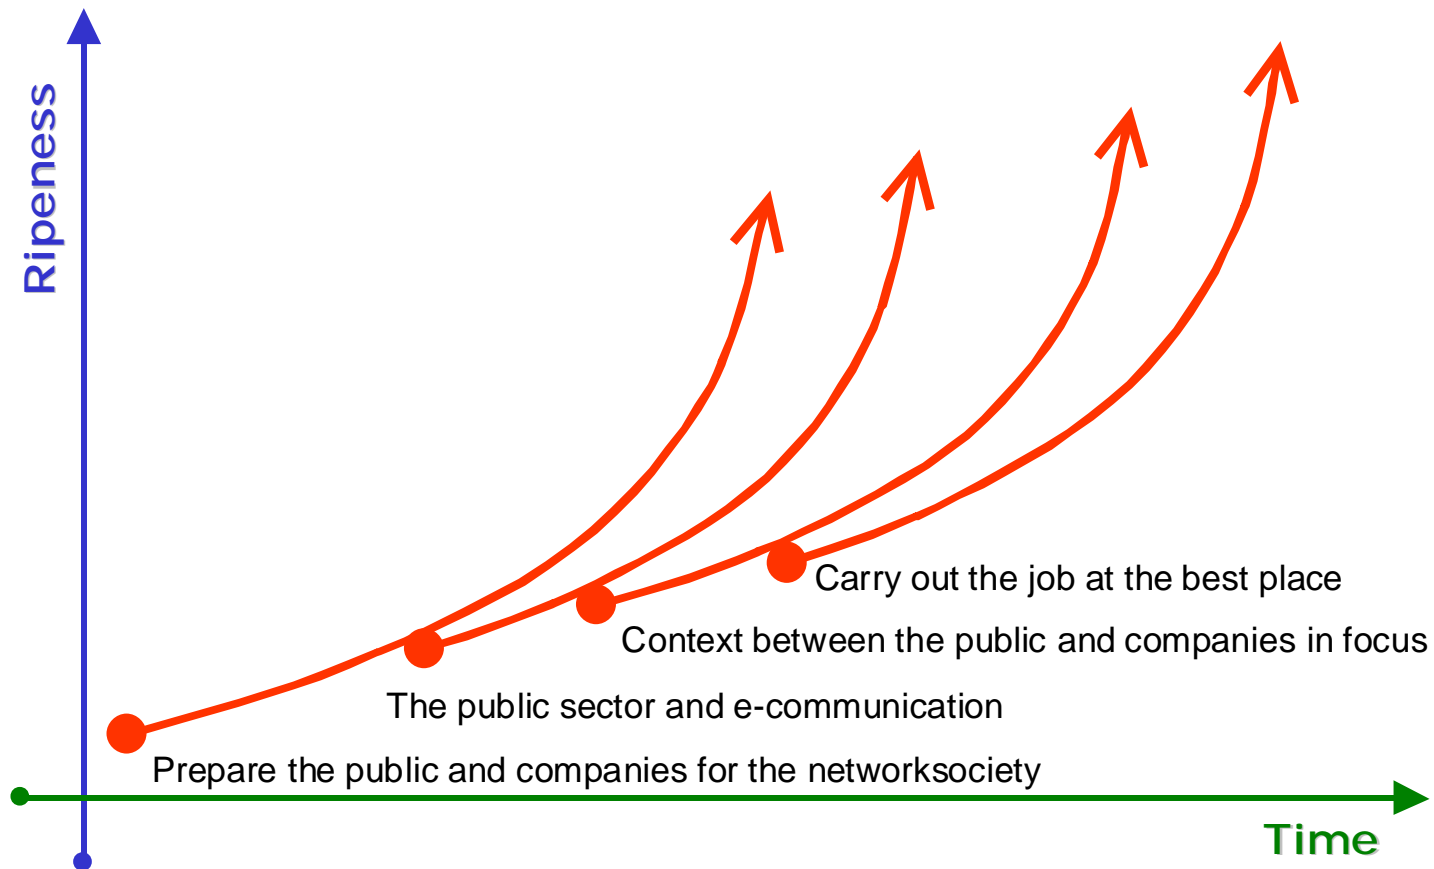 Ripeness
Carry out the job at the best place
Context between the public and companies in focus
The public sector and e-communication
Prepare the public and companies for the networksociety
Time